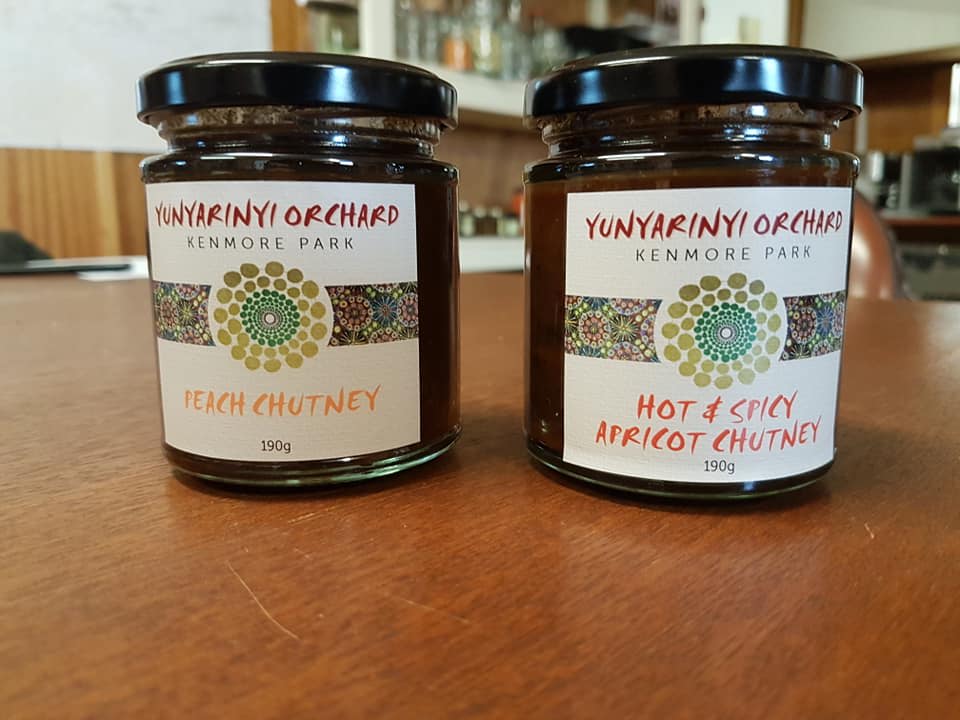 YUNYARINYI ORCHARD
KENMORE PARK
PEACH CHUTNEY
190g
YUNYARINYI ORCHARD
KENMORE PARK
HOT & SPICY
APRICOT CHUTNEY
190g